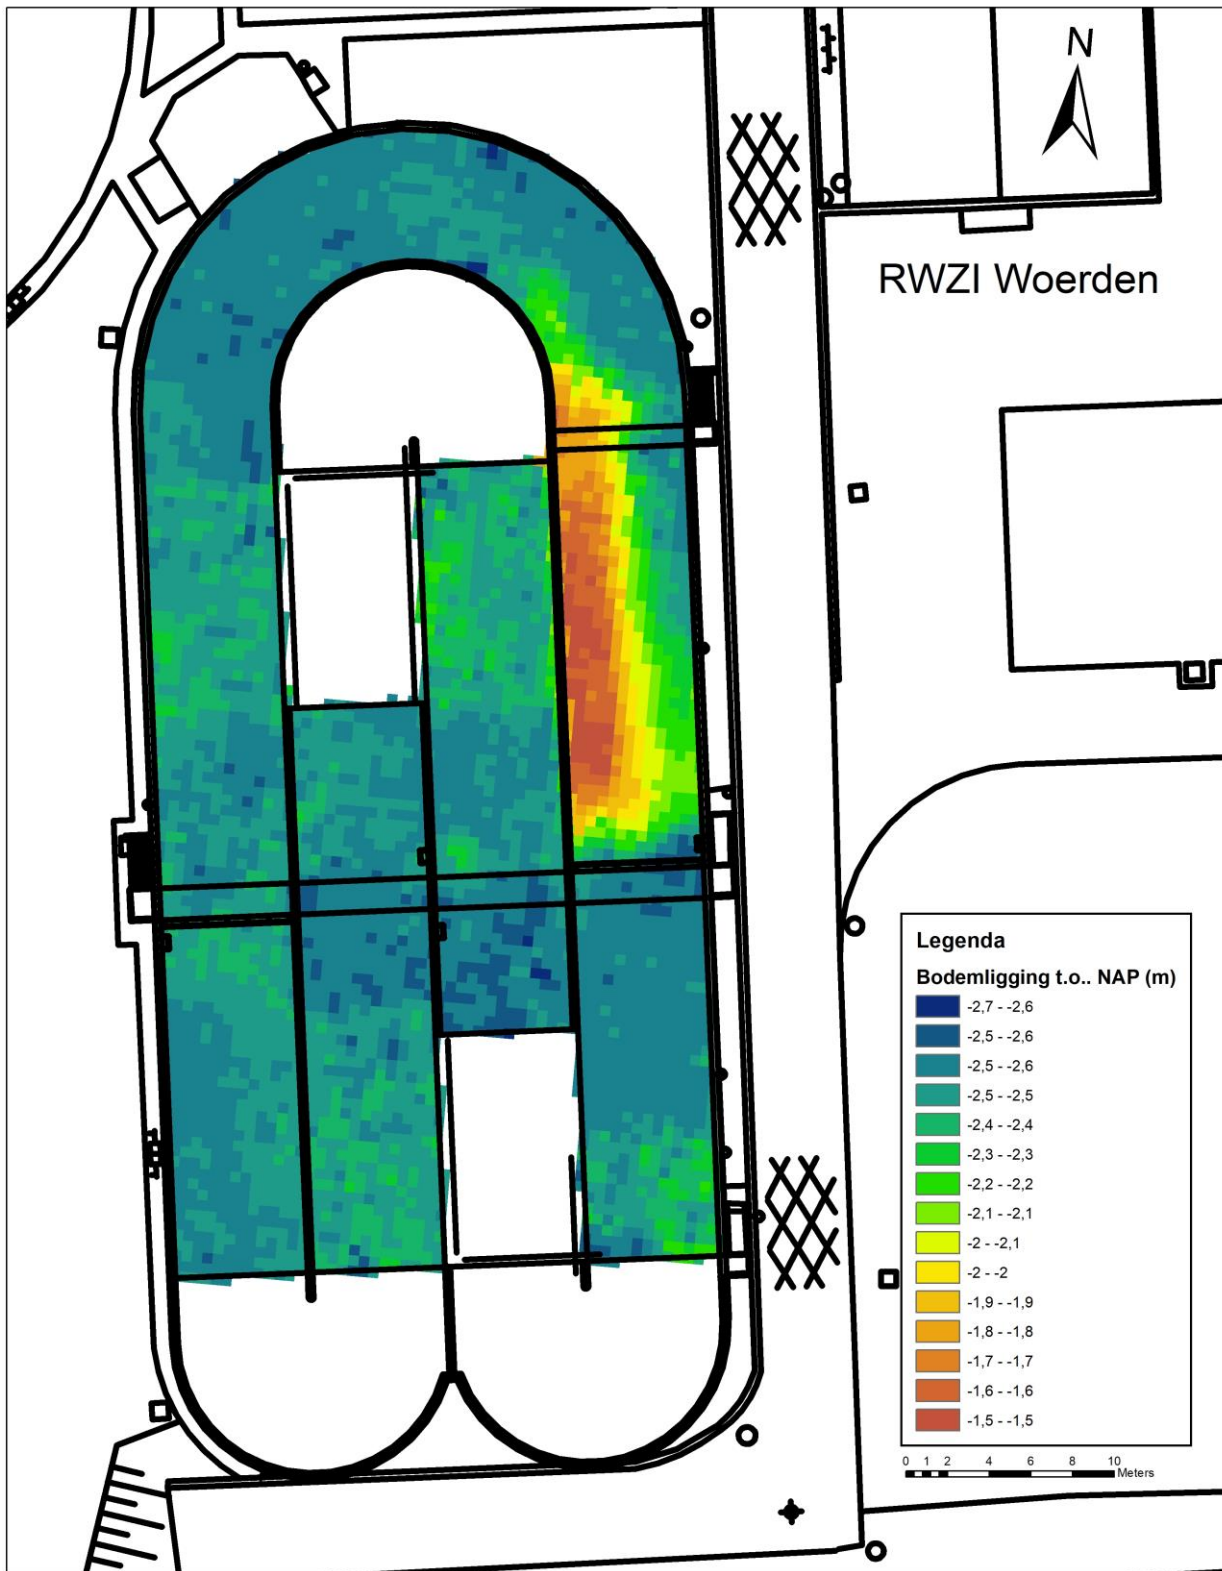 N
RWZI Woerden
Legenda
Bodemligging t.o.. NAP (m)
-2,7 - -2,6
-2,5 - -2,6
-2,5 - -2,6
-2,5 - -2,5
-2,4 - -2,4
-2,3 - -2,3
-2,2 - -2,2
-2,1 - -2,1
-2 - -2,1
-2 - -2
-1,9 - -1,9
-1,8 - -1,8
-1,7 - -1,7
-1,6 - -1,6
-1,5 - -1,5
0 1 2 4 6 8 10
Meters